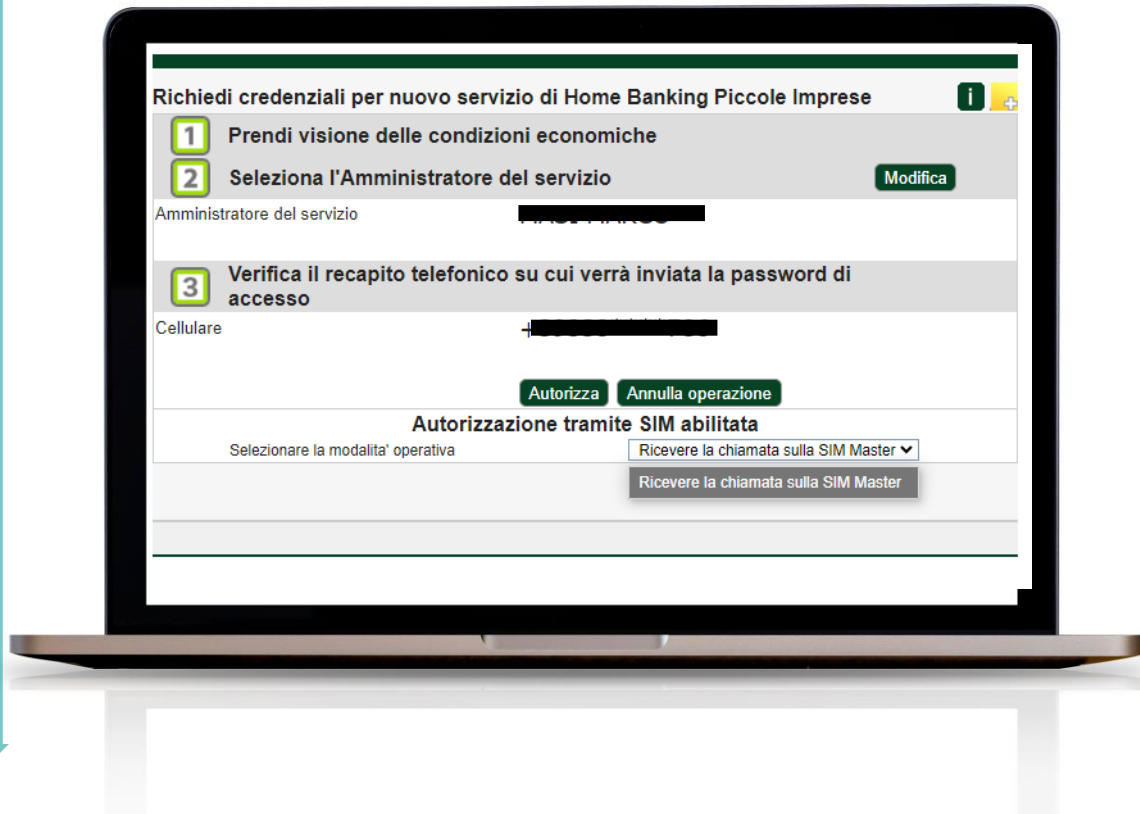 Richiedi credenziali per nuovo servizio di Home Banking Piccole Imprese
i
1 Prendi visione delle condizioni economiche
2 Seleziona l'Amministratore del servizio Modifica
Amministratore del servizio
3 Verifica il recapito telefonico su cui verrà inviata la password di
accesso
Cellulare +
Autorizza Annulla operazione
Autorizzazione tramite SIM abilitata
Selezionare la modalita' operativa Ricevere la chiamata sulla SIM Master
Ricevere la chiamata sulla SIM Master